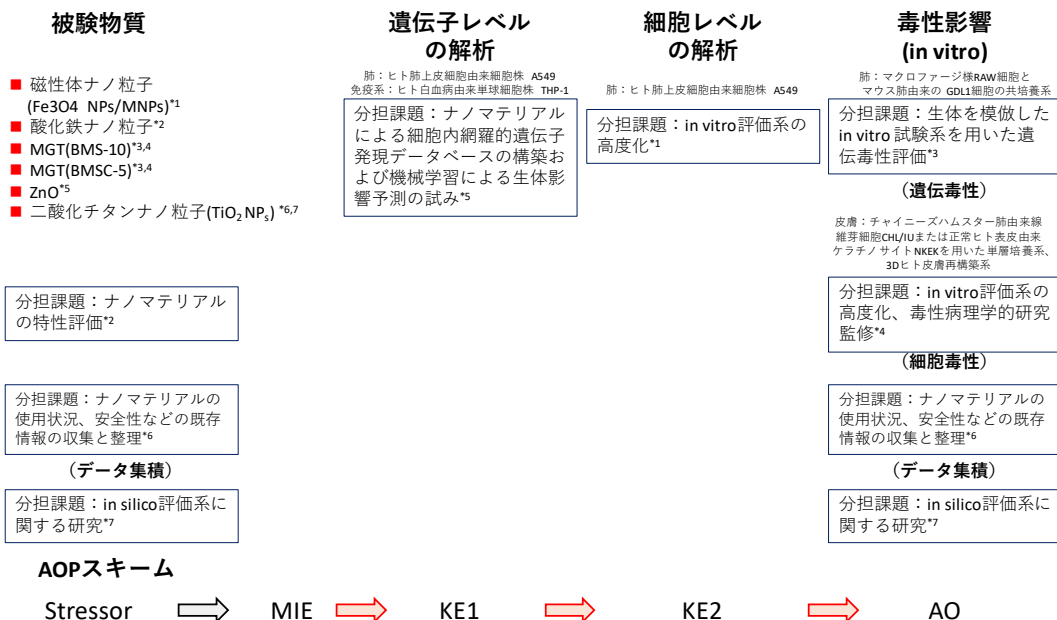 被験物質
■ 磁性体ナノ粒子
(Fe3O4 NPs/MNPs)*1
■ 酸化鉄ナノ粒子*2
■ MGT(BMS-10)*3,4
■ MGT(BMSC-5)*3,4
■ ZnO*5
■ 二酸化チタンナノ粒子(TiO2 NPs) *6,7
分担課題：ナノマテリアル
の特性評価*2
分担課題：ナノマテリアルの
使用状況、安全性などの既存
情報の収集と整理*6
（データ集積）
分担課題：in silico評価系に
関する研究*7
遺伝子レベル
の解析
肺：ヒト肺上皮細胞由来細胞株 A549
免疫系：ヒト白血病由来単球細胞株 THP-1
分担課題：ナノマテリアル
による細胞内網羅的遺伝子
発現データベースの構築お
よび機械学習による生体影
響予測の試み*5
細胞レベル
の解析
肺：ヒト肺上皮細胞由来細胞株 A549
分担課題：in vitro評価系の
高度化*1
毒性影響
(in vitro)
肺：マクロファージ様RAW細胞と
マウス肺由来の GDL1細胞の共培養系
分担課題：生体を模倣した
in vitro 試験系を用いた遺
伝毒性評価*3
（遺伝毒性）
皮膚：チャイニーズハムスター肺由来線
維芽細胞CHL/IUまたは正常ヒト表皮由来
ケラチノサイトNKEKを用いた単層培養系、
3Dヒト皮膚再構築系
分担課題：in vitro評価系の
高度化、毒性病理学的研究
監修*4
（細胞毒性）
分担課題：ナノマテリアルの
使用状況、安全性などの既存
情報の収集と整理*6
（データ集積）
分担課題：in silico評価系に
関する研究*7
AOPスキーム
Stressor MIE KE1 KE2 AO